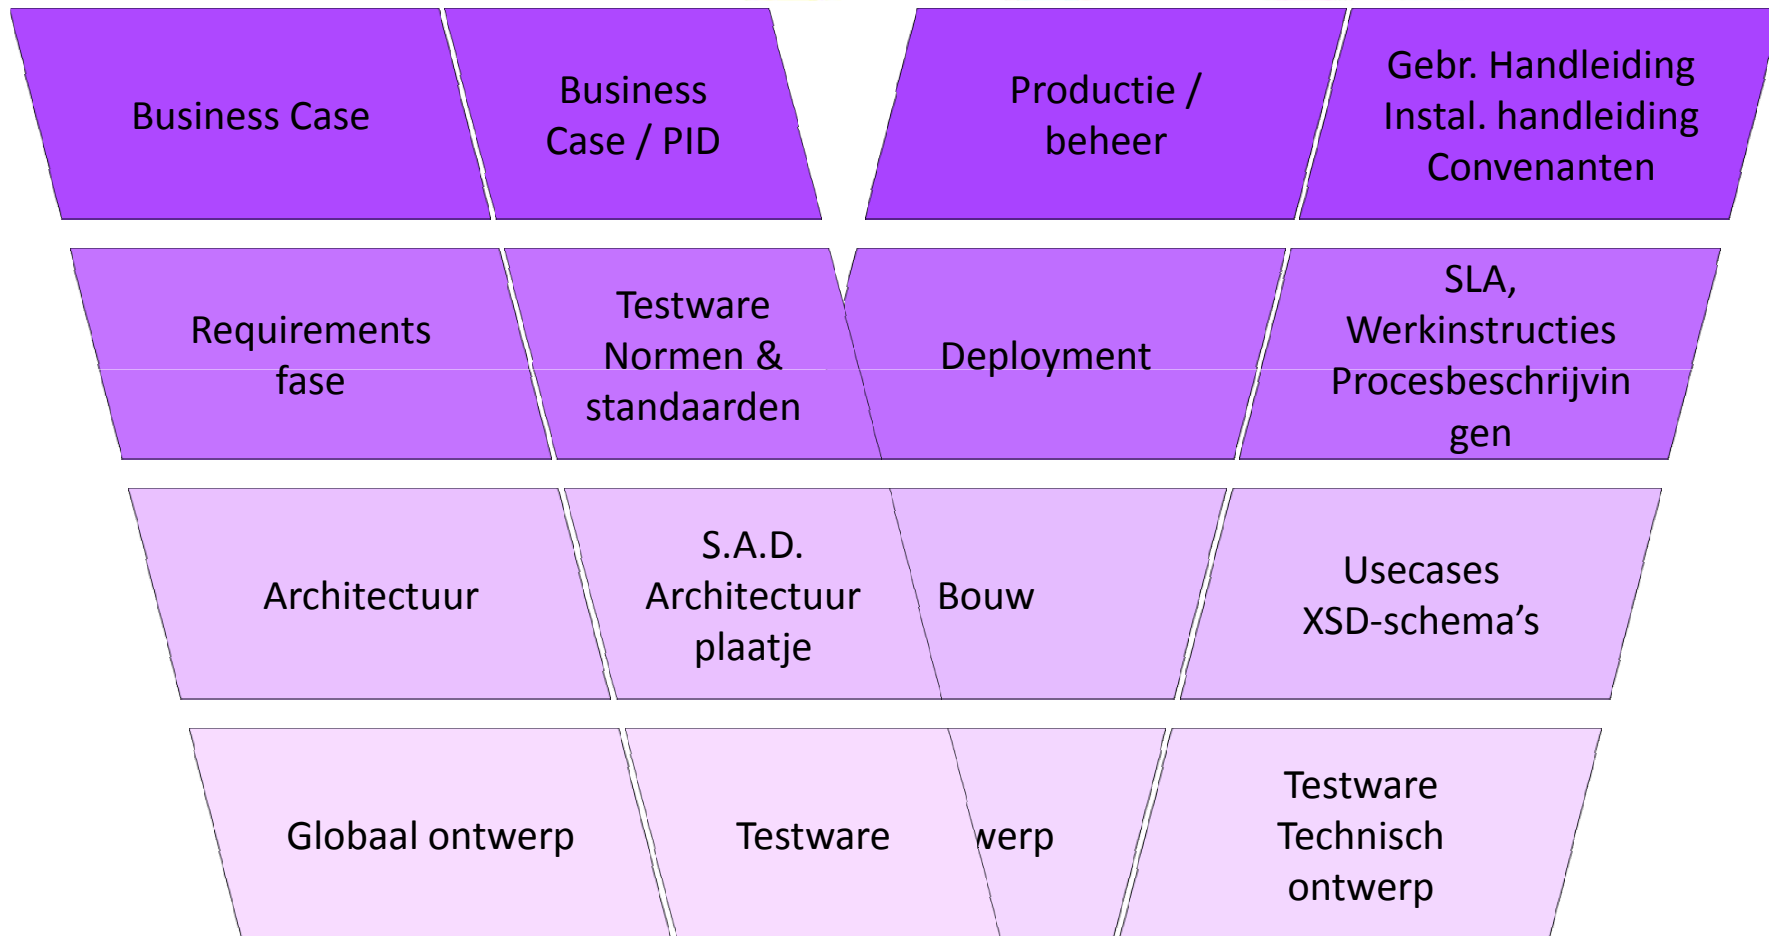 Business Case
Business
Case / PID
Productie /
beheer
Gebr. Handleiding
Instal. handleiding
Convenanten
Requirements
fase
Testware
Normen &
standaarden
Deployment
SLA,
Werkinstructies
Procesbeschrijvin
gen
Architectuur
S.A.D.
Architectuur
plaatje
Bouw
Usecases
XSD-schema’s
Globaal ontwerp
Testware
werp
Testware
Technisch
ontwerp